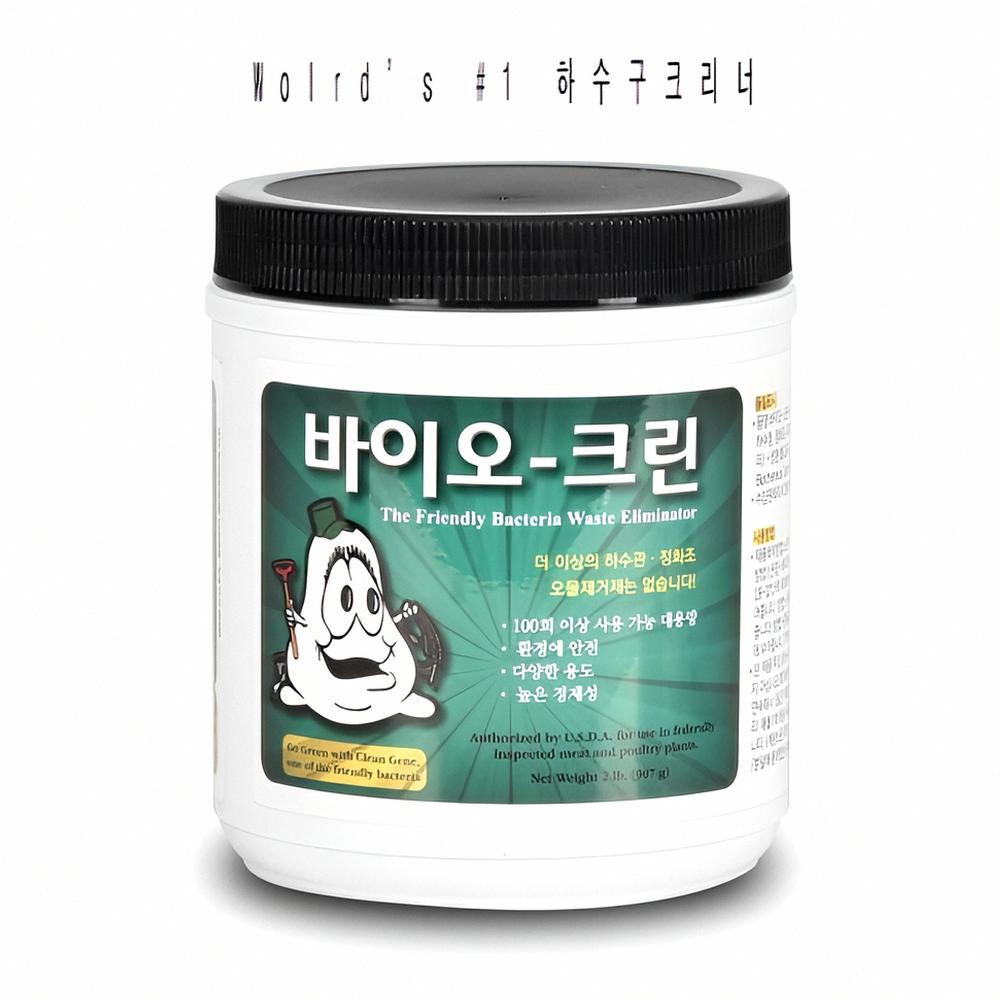 Wolrd's #1 하수구크리너
바이오-크린
The Friendly Bacteria Waste Eliminator
더 이상의 하수관·정화조
오물제거제는 없습니다!
· 100회 이상 사용 가능 대용량
· 환경에 안전
· 다양한 용도
· 높은 경제성
Authorized by U.S.D.A. for use in federally
inspected meat and poultry plants.
Net Weight 2 lb. (907 g)
Go Green with Clean Gene,
one of the friendly bacteria